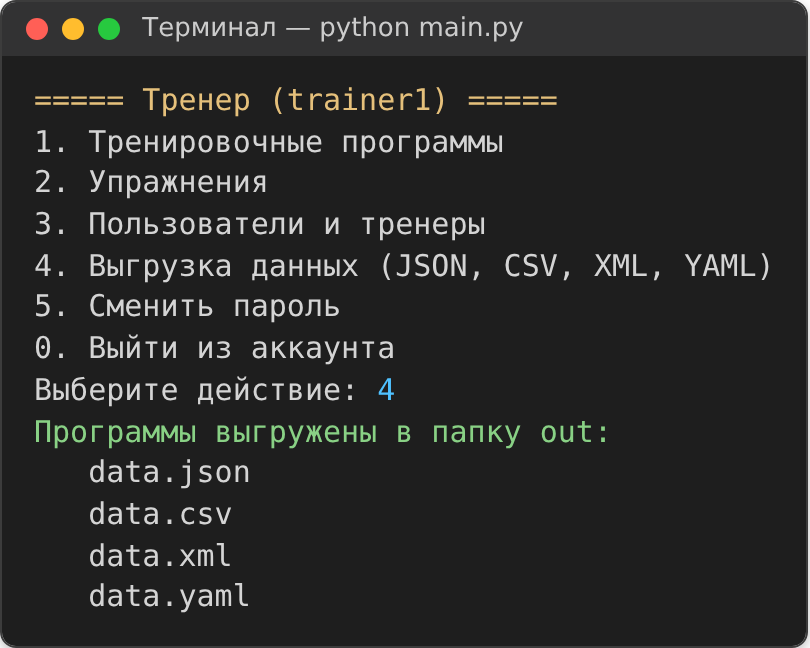 Терминал — python main.py
===== Тренер (trainer1) =====
1. Тренировочные программы
2. Упражнения
3. Пользователи и тренеры
4. Выгрузка данных (JSON, CSV, XML, YAML)
5. Сменить пароль
0. Выйти из аккаунта
Выберите действие: 4
Программы выгружены в папку out:
data.json
data.csv
data.xml
data.yaml